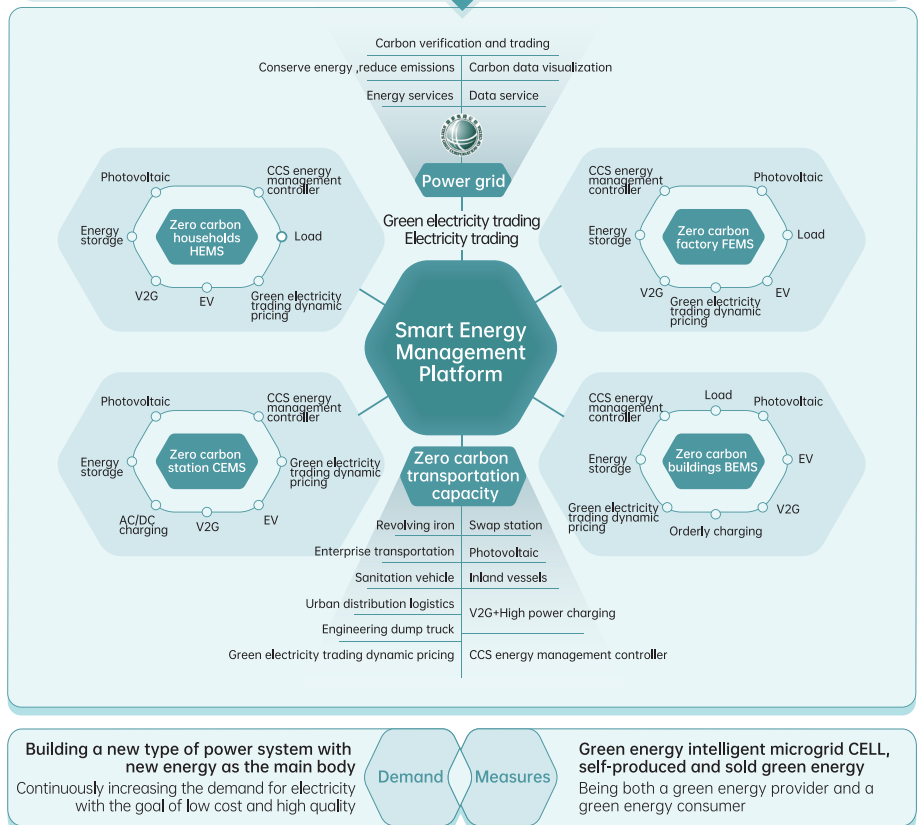 Carbon verification and trading
Conserve energy ,reduce emissions
Carbon data visualization
Energy services
Data service
Power grid
Green electricity trading
Electricity trading
Photovoltaic
CCS energy
management
controller
Energy
storage
Zero carbon
households
HEMS
Load
V2G
EV
Green electricity
trading dynamic
pricing
CCS energy
management
controller
Photovoltaic
Energy
storage
Zero carbon
factory FEMS
Load
V2G
Green electricity
trading dynamic
pricing
EV
Smart Energy
Management
Platform
Photovoltaic
CCS energy
management
controller
Energy
storage
Zero carbon
station CEMS
Green electricity
trading dynamic
pricing
AC/DC
charging
V2G
EV
CCS energy
management
controller
Load
Photovoltaic
Energy
storage
Zero carbon
buildings BEMS
EV
Green electricity
trading dynamic
pricing
Orderly charging
V2G
Zero carbon
transportation
capacity
Revolving iron
Swap station
Enterprise transportation
Photovoltaic
Sanitation vehicle
Inland vessels
Urban distribution logistics
V2G+High power charging
Engineering dump truck
Green electricity trading dynamic pricing
CCS energy management controller
Building a new type of power system with
new energy as the main body
Continuously increasing the demand for electricity
with the goal of low cost and high quality
Demand
Measures
Green energy intelligent microgrid CELL,
self-produced and sold green energy
Being both a green energy provider and a
green energy consumer